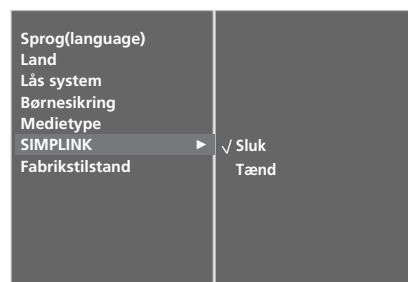 Sprog(language)
Land
Lås system
Børnesikring
Medietype
SIMPLINK ►
Fabrikstilstand
√ Sluk
Tænd